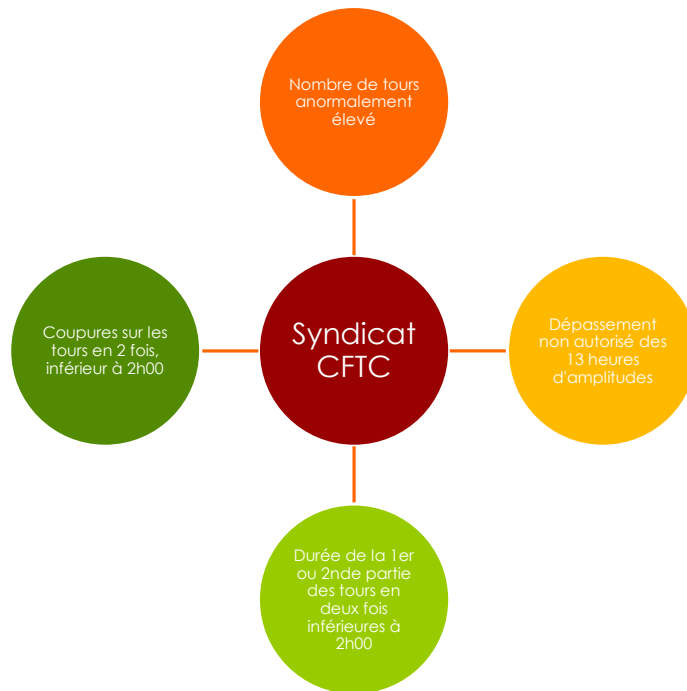 Nombre de tours
anormalement
élevé
Coupures sur les
tours en 2 fois,
inférieur à 2h00
Syndicat
CFTC
Dépassement
non autorisé des
13 heures
d'amplitudes
Durée de la 1er
ou 2nde partie
des tours en
deux fois
inférieures à
2h00